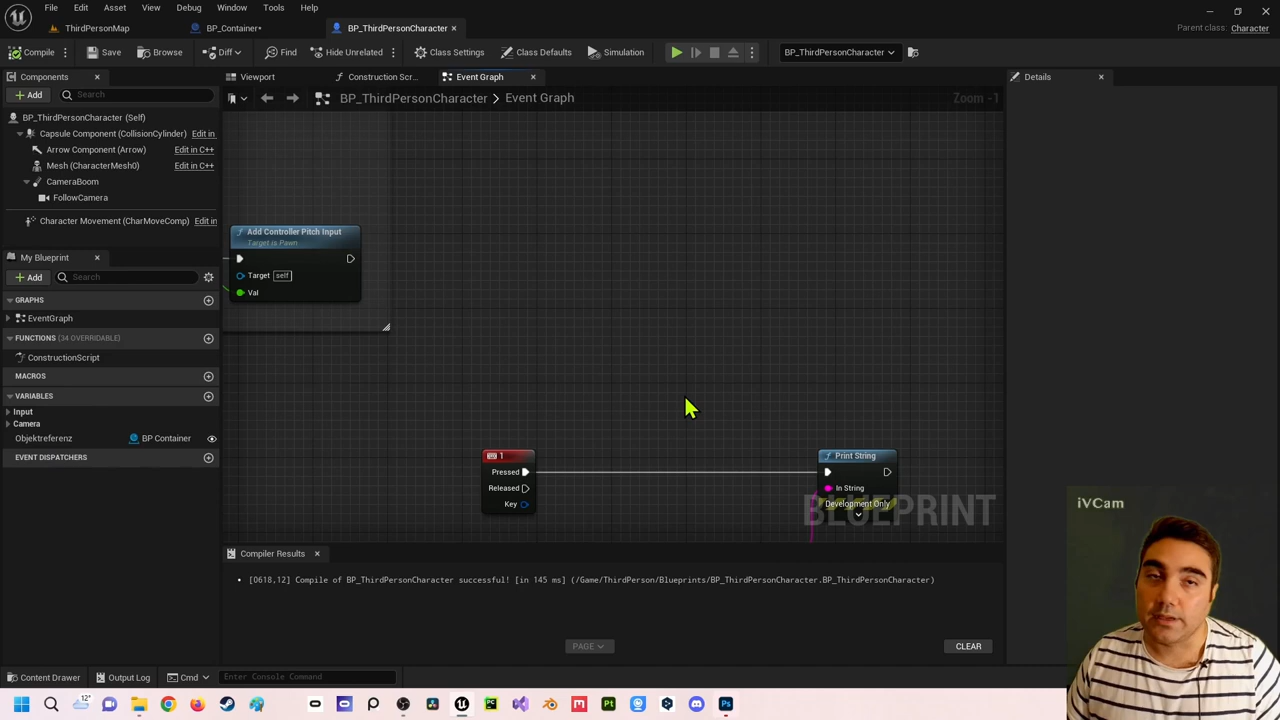 File Edit Asset View Debug Window Tools Help
ThirdPersonMap
BP_Container*
BP_ThirdPersonCharacter
Parent class: Character
Compile
Save
Browse
Diff
Find
Hide Unrelated
Class Settings
Class Defaults
Simulation
BP_ThirdPersonCharacter
Components
Add
Search
BP_ThirdPersonCharacter (Self)
Capsule Component (CollisionCylinder) Edit in
Arrow Component (Arrow) Edit in C++
Mesh (CharacterMesh0) Edit in C++
CameraBoom
FollowCamera
Character Movement (CharMoveComp) Edit in
My Blueprint
Add
Search
GRAPHS
EventGraph
FUNCTIONS (34 OVERRIDABLE)
ConstructionScript
MACROS
VARIABLES
Input
Camera
Objektreferenz BP Container
EVENT DISPATCHERS
Viewport
Construction Scr...
Event Graph
BP_ThirdPersonCharacter > Event Graph
Zoom -1
Add Controller Pitch Input
Target is Pawn
Target self
Val
1
Pressed
Released
Key
Print String
In String
Development Only
BLUEPRINT
Compiler Results
[0618,12] Compile of BP_ThirdPersonCharacter successful! [in 145 ms] (/Game/ThirdPerson/Blueprints/BP_ThirdPersonCharacter.BP_ThirdPersonCharacter)
PAGE
CLEAR
Details
iVCam
Content Drawer
Output Log
Cmd
Enter Console Command
12°